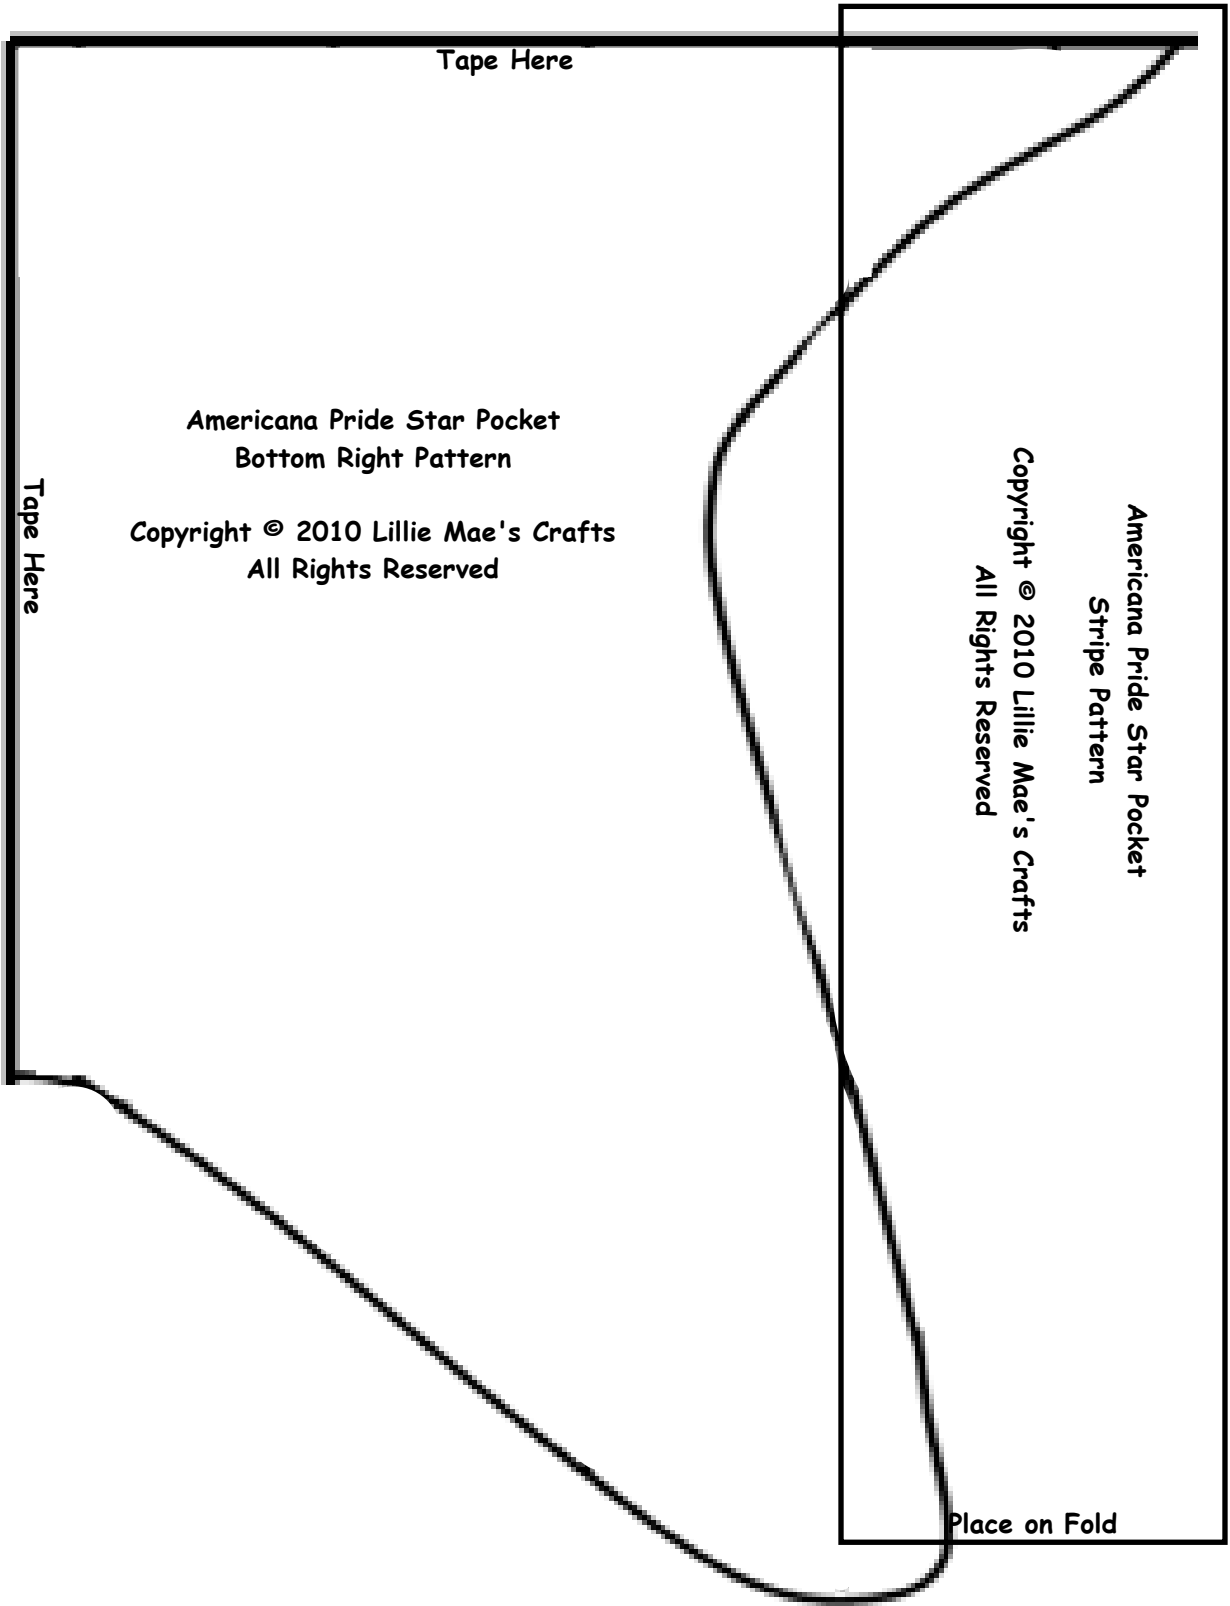 Tape Here
Tape Here
Americana Pride Star Pocket
Bottom Right Pattern
Copyright © 2010 Lillie Mae's Crafts
All Rights Reserved
Americana Pride Star Pocket
Stripe Pattern
Copyright © 2010 Lillie Mae's Crafts
All Rights Reserved
Place on Fold